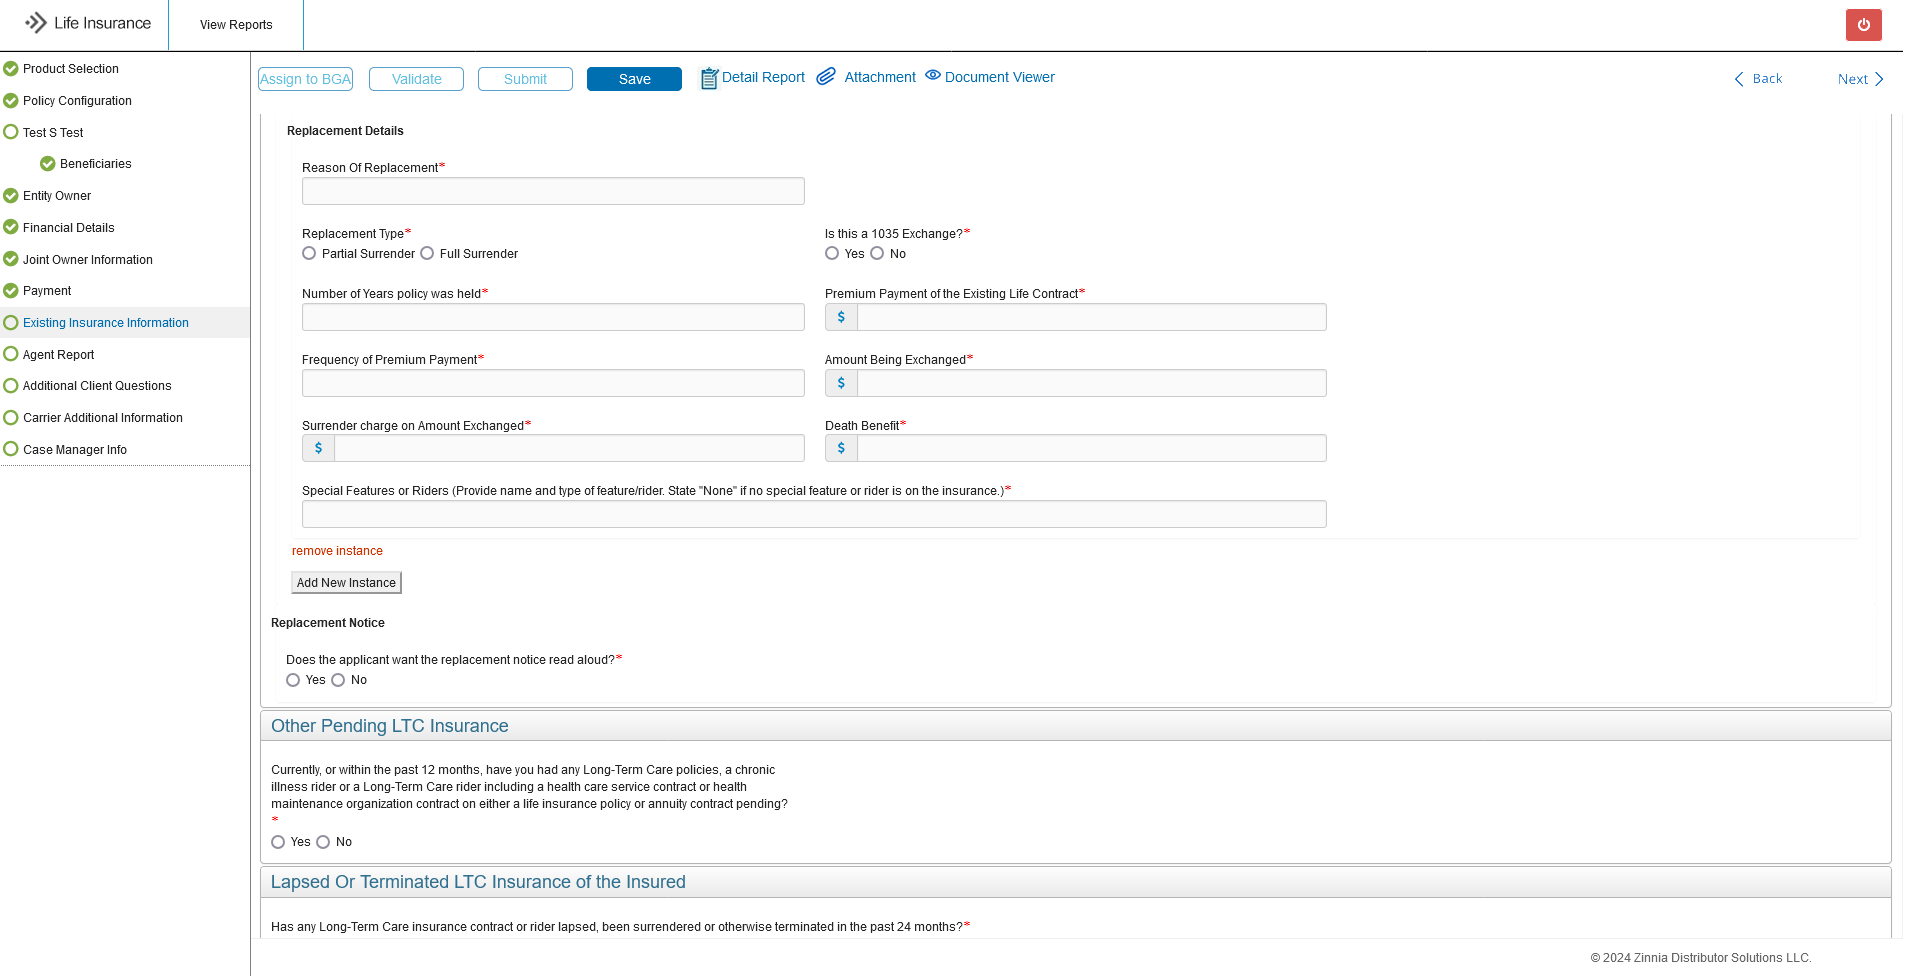 Life Insurance
View Reports
Product Selection
Policy Configuration
Test S Test
Beneficiaries
Entity Owner
Financial Details
Joint Owner Information
Payment
Existing Insurance Information
Agent Report
Additional Client Questions
Carrier Additional Information
Case Manager Info
Assign to BGA
Validate
Submit
Save
Detail Report
Attachment
Document Viewer
Back
Next
Replacement Details
Reason Of Replacement*
Replacement Type*
Partial Surrender Full Surrender
Is this a 1035 Exchange?*
Yes No
Number of Years policy was held*
Premium Payment of the Existing Life Contract*
$
Frequency of Premium Payment*
Amount Being Exchanged*
$
Surrender charge on Amount Exchanged*
$
Death Benefit*
$
Special Features or Riders (Provide name and type of feature/rider. State "None" if no special feature or rider is on the insurance.)*
remove instance
Add New Instance
Replacement Notice
Does the applicant want the replacement notice read aloud?*
Yes No
Other Pending LTC Insurance
Currently, or within the past 12 months, have you had any Long-Term Care policies, a chronic
illness rider or a Long-Term Care rider including a health care service contract or health
maintenance organization contract on either a life insurance policy or annuity contract pending?
*
Yes No
Lapsed Or Terminated LTC Insurance of the Insured
Has any Long-Term Care insurance contract or rider lapsed, been surrendered or otherwise terminated in the past 24 months?*
© 2024 Zinnia Distributor Solutions LLC.